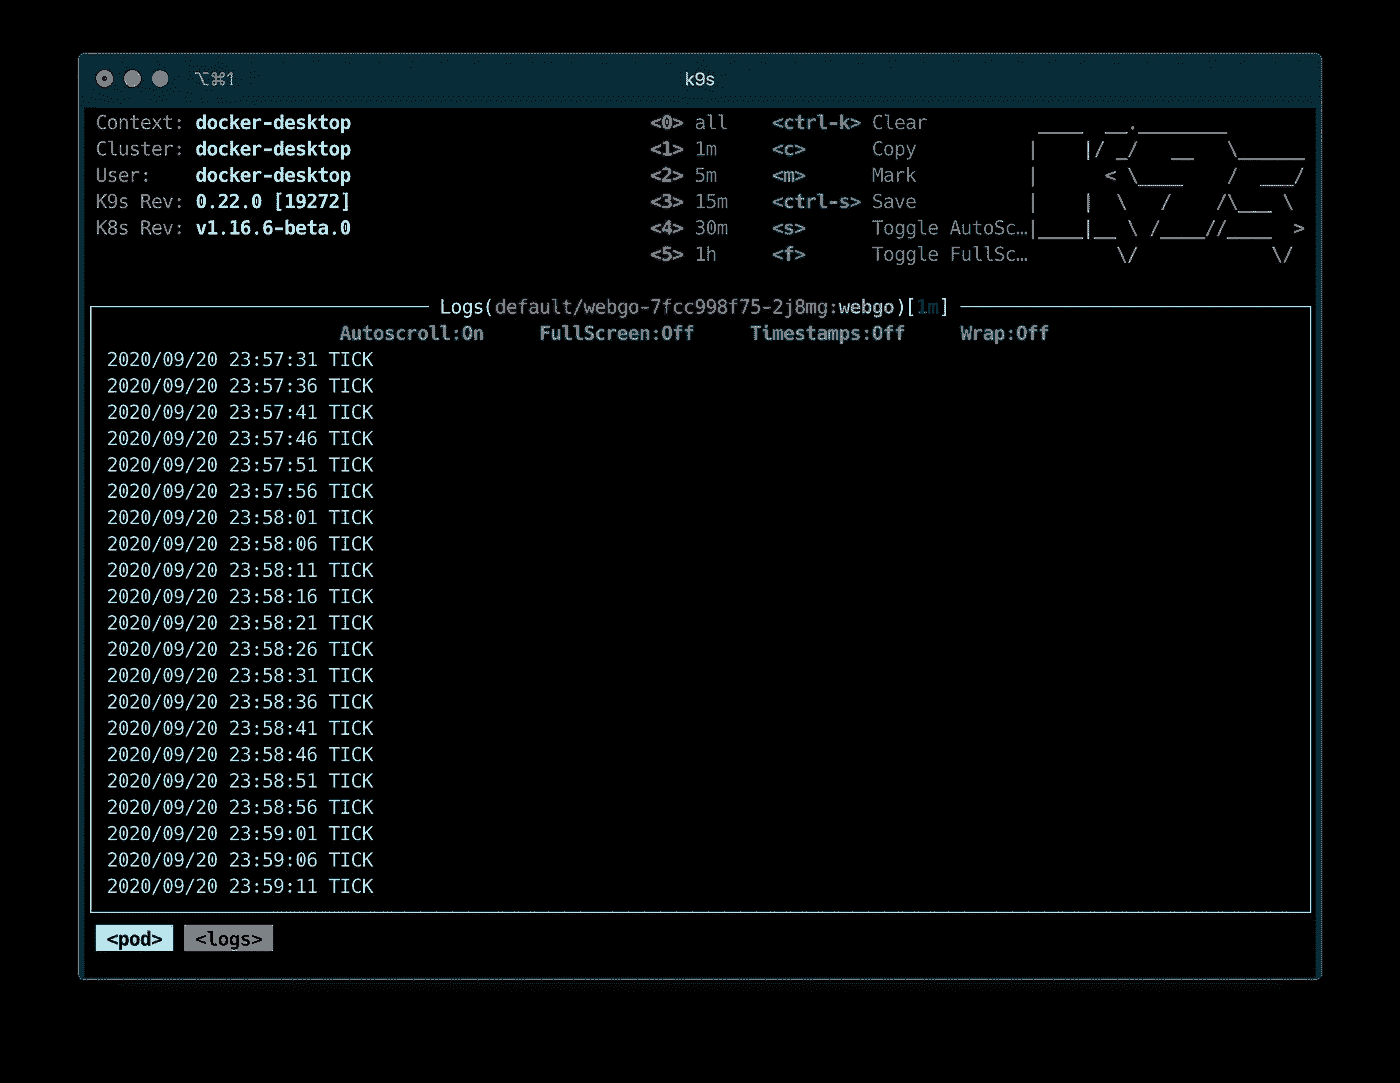 ⌥⌘1 k9s
Context: docker-desktop <0> all <ctrl-k> Clear
Cluster: docker-desktop <1> 1m <c> Copy
User: docker-desktop <2> 5m <m> Mark
K9s Rev: 0.22.0 [19272] <3> 15m <ctrl-s> Save
K8s Rev: v1.16.6-beta.0 <4> 30m <s> Toggle AutoSc…
<5> 1h <f> Toggle FullSc…
K9s
Logs(default/webgo-7fcc998f75-2j8mg:webgo)[1m]
Autoscroll:On FullScreen:Off Timestamps:Off Wrap:Off
2020/09/20 23:57:31 TICK
2020/09/20 23:57:36 TICK
2020/09/20 23:57:41 TICK
2020/09/20 23:57:46 TICK
2020/09/20 23:57:51 TICK
2020/09/20 23:57:56 TICK
2020/09/20 23:58:01 TICK
2020/09/20 23:58:06 TICK
2020/09/20 23:58:11 TICK
2020/09/20 23:58:16 TICK
2020/09/20 23:58:21 TICK
2020/09/20 23:58:26 TICK
2020/09/20 23:58:31 TICK
2020/09/20 23:58:36 TICK
2020/09/20 23:58:41 TICK
2020/09/20 23:58:46 TICK
2020/09/20 23:58:51 TICK
2020/09/20 23:58:56 TICK
2020/09/20 23:59:01 TICK
2020/09/20 23:59:06 TICK
2020/09/20 23:59:11 TICK
<pod> <logs>